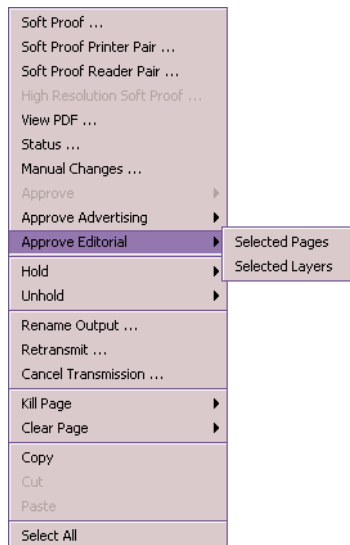 Soft Proof ...
Soft Proof Printer Pair ...
Soft Proof Reader Pair ...
High Resolution Soft Proof ...
View PDF ...
Status ...
Manual Changes ...
Approve
Approve Advertising
Approve Editorial
Selected Pages
Selected Layers
Hold
Unhold
Rename Output ...
Retransmit ...
Cancel Transmission ...
Kill Page
Clear Page
Copy
Cut
Paste
Select All